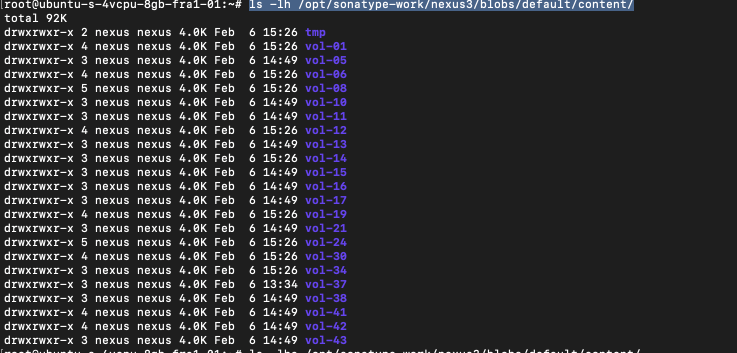 [root@ubuntu-s-4vcpu-8gb-fra1-01:~# ls -lh /opt/sonatype-work/nexus3/blobs/default/content/
total 92K
drwxrwxr-x 2 nexus nexus 4.0K Feb  6 15:26 tmp
drwxrwxr-x 4 nexus nexus 4.0K Feb  6 15:26 vol-01
drwxrwxr-x 3 nexus nexus 4.0K Feb  6 14:49 vol-05
drwxrwxr-x 4 nexus nexus 4.0K Feb  6 15:26 vol-06
drwxrwxr-x 5 nexus nexus 4.0K Feb  6 15:26 vol-08
drwxrwxr-x 3 nexus nexus 4.0K Feb  6 14:49 vol-10
drwxrwxr-x 3 nexus nexus 4.0K Feb  6 14:49 vol-11
drwxrwxr-x 4 nexus nexus 4.0K Feb  6 15:26 vol-12
drwxrwxr-x 3 nexus nexus 4.0K Feb  6 14:49 vol-13
drwxrwxr-x 3 nexus nexus 4.0K Feb  6 15:26 vol-14
drwxrwxr-x 3 nexus nexus 4.0K Feb  6 14:49 vol-15
drwxrwxr-x 3 nexus nexus 4.0K Feb  6 14:49 vol-16
drwxrwxr-x 3 nexus nexus 4.0K Feb  6 14:49 vol-17
drwxrwxr-x 4 nexus nexus 4.0K Feb  6 15:26 vol-19
drwxrwxr-x 3 nexus nexus 4.0K Feb  6 14:49 vol-21
drwxrwxr-x 5 nexus nexus 4.0K Feb  6 15:26 vol-24
drwxrwxr-x 4 nexus nexus 4.0K Feb  6 15:26 vol-30
drwxrwxr-x 3 nexus nexus 4.0K Feb  6 15:26 vol-34
drwxrwxr-x 3 nexus nexus 4.0K Feb  6 13:34 vol-37
drwxrwxr-x 3 nexus nexus 4.0K Feb  6 14:49 vol-38
drwxrwxr-x 4 nexus nexus 4.0K Feb  6 14:49 vol-41
drwxrwxr-x 4 nexus nexus 4.0K Feb  6 14:49 vol-42
drwxrwxr-x 3 nexus nexus 4.0K Feb  6 14:49 vol-43